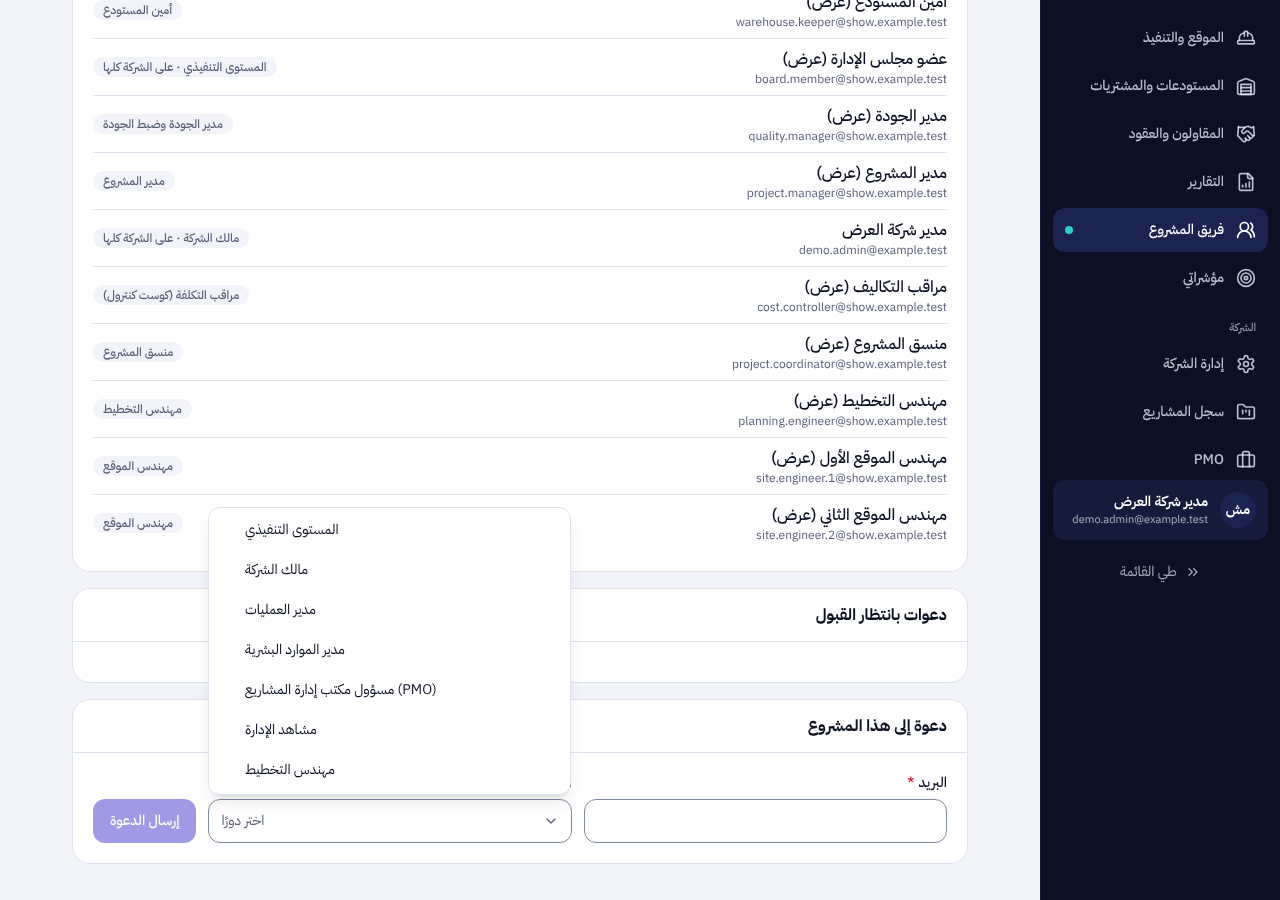 الموقع والتنفيذ
المستودعات والمشتريات
المقاولون والعقود
التقارير
فريق المشروع
مؤشراتي
الشركة
إدارة الشركة
سجل المشاريع
PMO
مش
مدير شركة العرض
demo.admin@example.test
طي القائمة
أمين المستودع (عرض)
warehouse.keeper@show.example.test
أمين المستودع
عضو مجلس الإدارة (عرض)
board.member@show.example.test
المستوى التنفيذي · على الشركة كلها
مدير الجودة (عرض)
quality.manager@show.example.test
مدير الجودة وضبط الجودة
مدير المشروع (عرض)
project.manager@show.example.test
مدير المشروع
مدير شركة العرض
demo.admin@example.test
مالك الشركة · على الشركة كلها
مراقب التكاليف (عرض)
cost.controller@show.example.test
مراقب التكلفة (كوست كنترول)
منسق المشروع (عرض)
project.coordinator@show.example.test
منسق المشروع
مهندس التخطيط (عرض)
planning.engineer@show.example.test
مهندس التخطيط
مهندس الموقع الأول (عرض)
site.engineer.1@show.example.test
مهندس الموقع
مهندس الموقع الثاني (عرض)
site.engineer.2@show.example.test
مهندس الموقع
دعوات بانتظار القبول
دعوة إلى هذا المشروع
البريد *
المستوى التنفيذي
مالك الشركة
مدير العمليات
مدير الموارد البشرية
مسؤول مكتب إدارة المشاريع (PMO)
مشاهد الإدارة
مهندس التخطيط
اختر دورًا
إرسال الدعوة